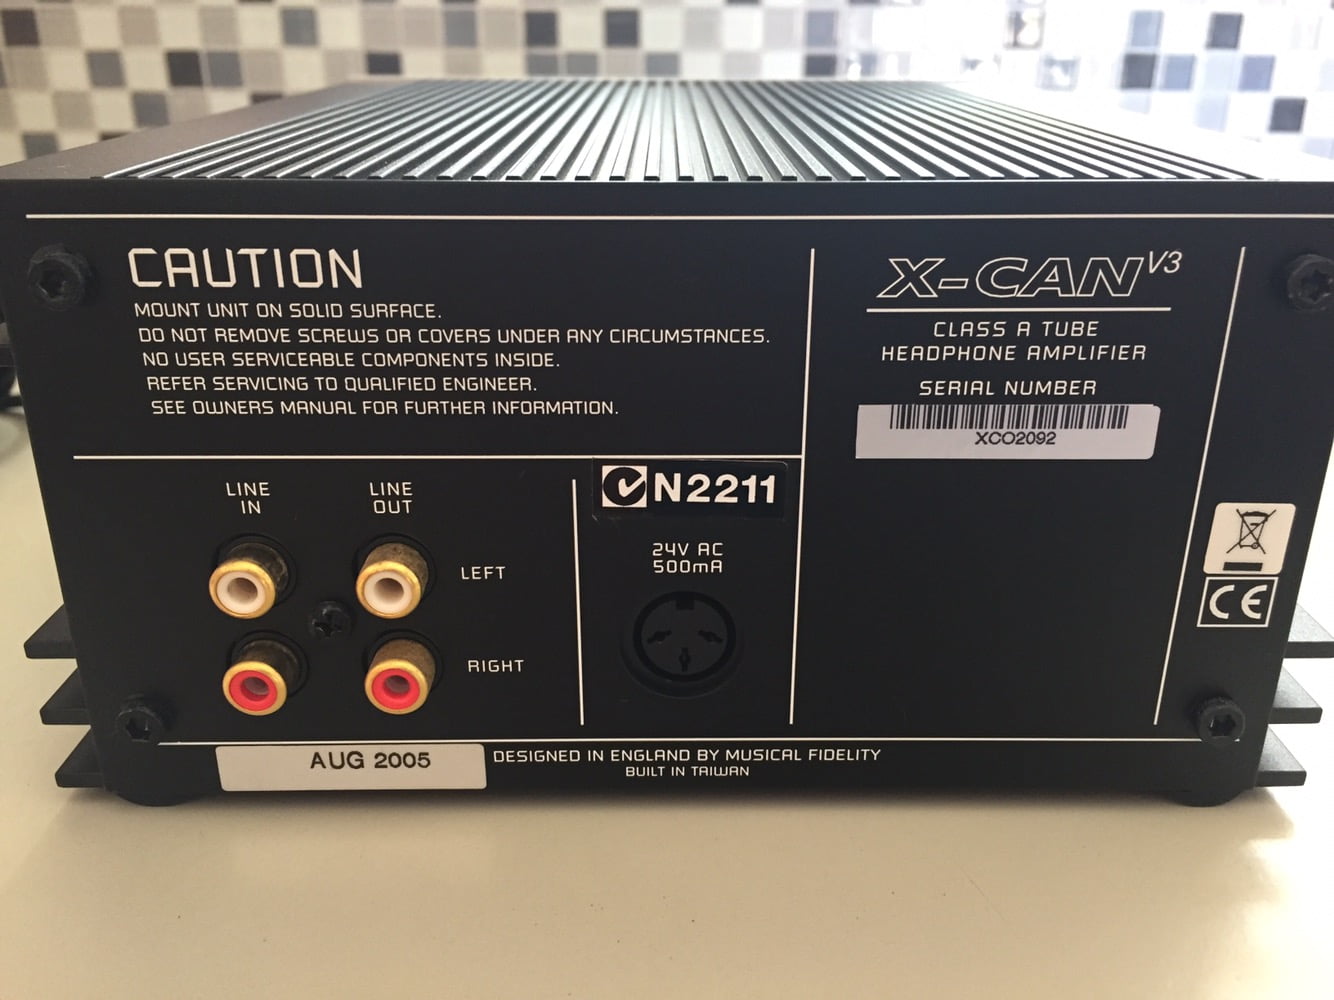 CAUTION
MOUNT UNIT ON SOLID SURFACE.
DO NOT REMOVE SCREWS OR COVERS UNDER ANY CIRCUMSTANCES.
NO USER SERVICEABLE COMPONENTS INSIDE.
REFER SERVICING TO QUALIFIED ENGINEER.
SEE OWNERS MANUAL FOR FURTHER INFORMATION.
X-CAN V3
CLASS A TUBE
HEADPHONE AMPLIFIER
SERIAL NUMBER
XCO2092
LINE
IN
LINE
OUT
LEFT
RIGHT
N2211
24V AC
500mA
CE
AUG 2005
DESIGNED IN ENGLAND BY MUSICAL FIDELITY
BUILT IN TAIWAN